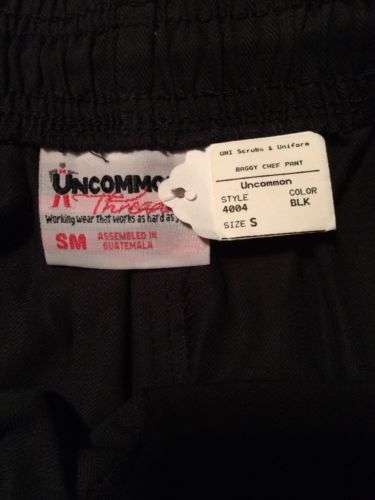 UNCOMMO
Threads
Working wear that works as hard as
SM
ASSEMBLED IN
GUATEMALA
UNI Scrubs & Uniform
BAGGY CHEF PANT
Uncommon
STYLE COLOR
4004 BLK
SIZE S